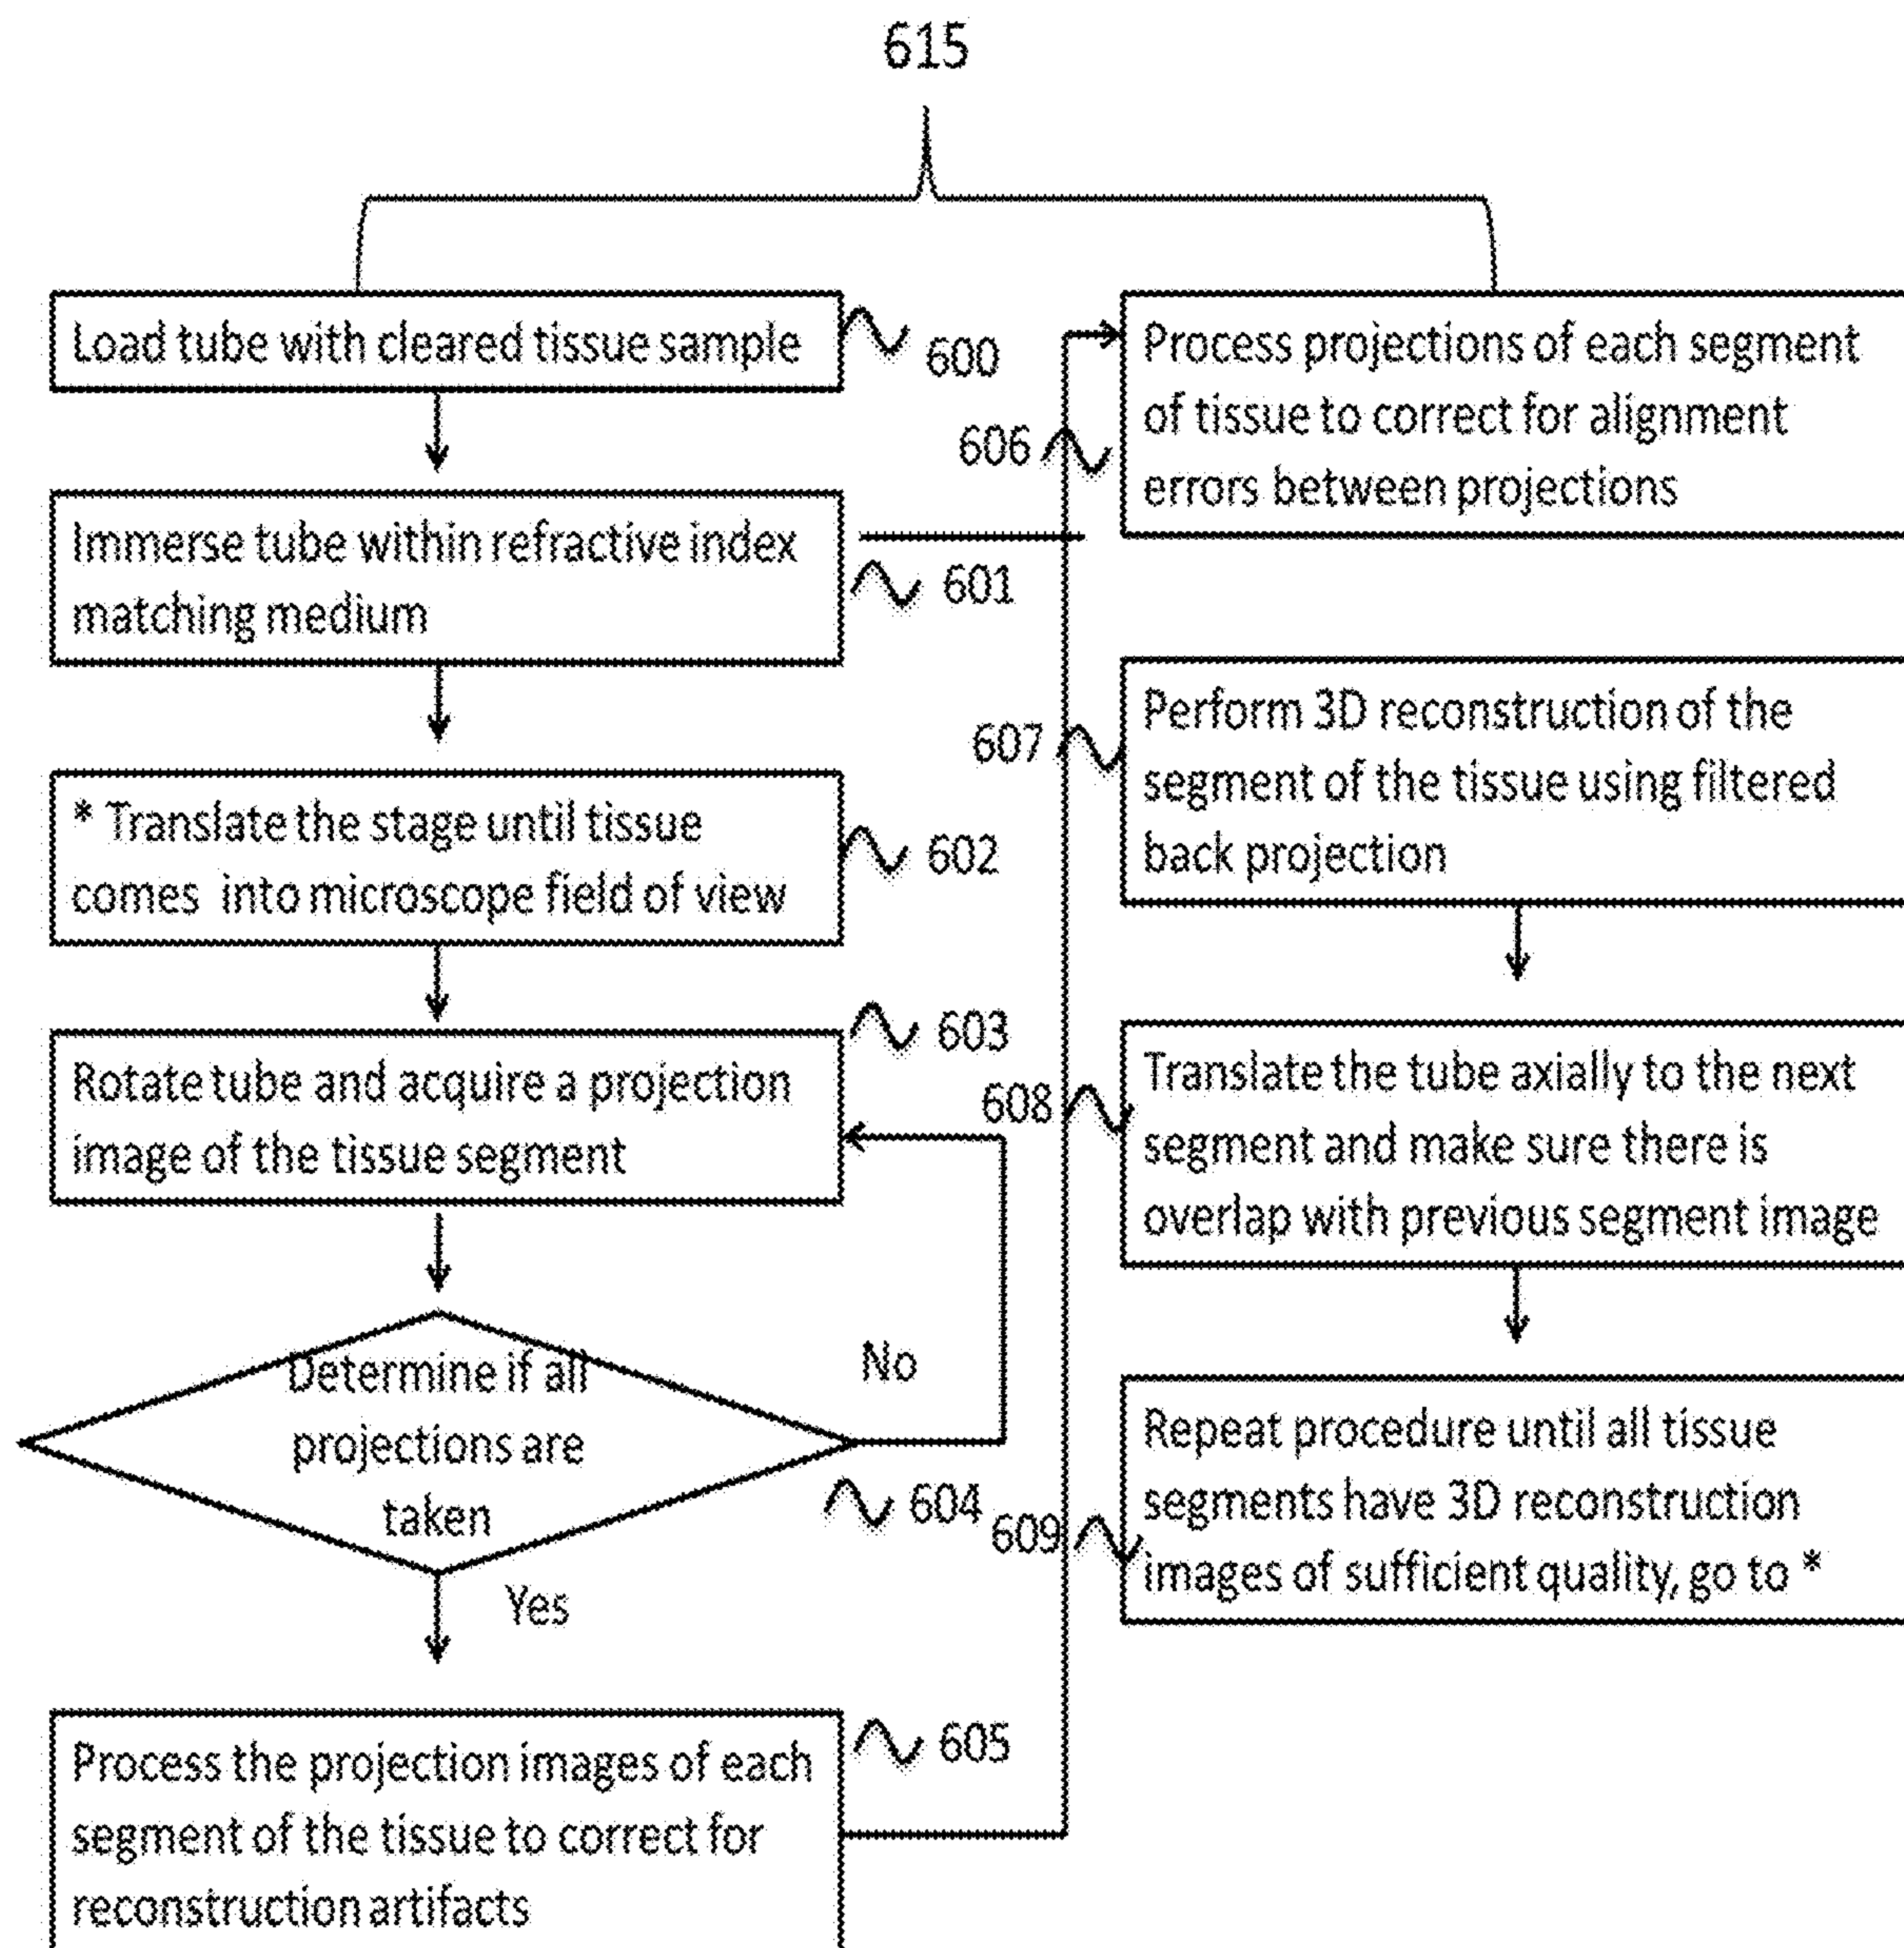 615
Load tube with cleared tissue sample
600
Immerse tube within refractive index
matching medium
601
* Translate the stage until tissue
comes into microscope field of view
602
603
Rotate tube and acquire a projection
image of the tissue segment
Determine if all
projections are
taken
No
604
Yes
Process the projection images of each
segment of the tissue to correct for
reconstruction artifacts
605
Process projections of each segment
of tissue to correct for alignment
errors between projections
606
Perform 3D reconstruction of the
segment of the tissue using filtered
back projection
607
Translate the tube axially to the next
segment and make sure there is
overlap with previous segment image
608
Repeat procedure until all tissue
segments have 3D reconstruction
images of sufficient quality, go to *
609